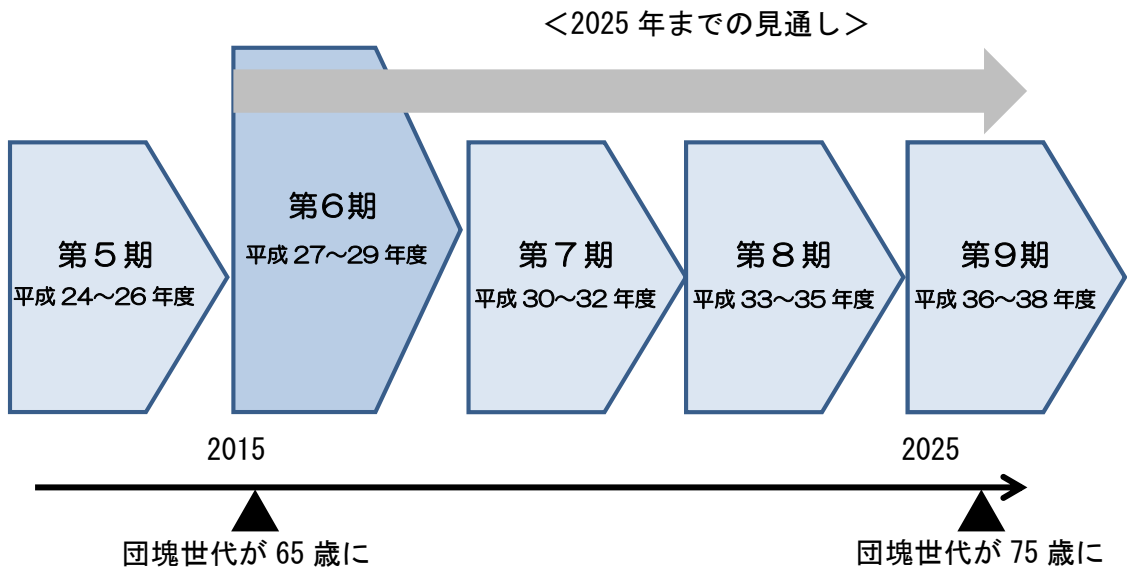 ＜2025 年までの見通し＞
第５期
平成 24～26 年度
第６期
平成 27～29 年度
第７期
平成 30～32 年度
第８期
平成 33～35 年度
第９期
平成 36～38 年度
2015
2025
団塊世代が 65 歳に
団塊世代が 75 歳に